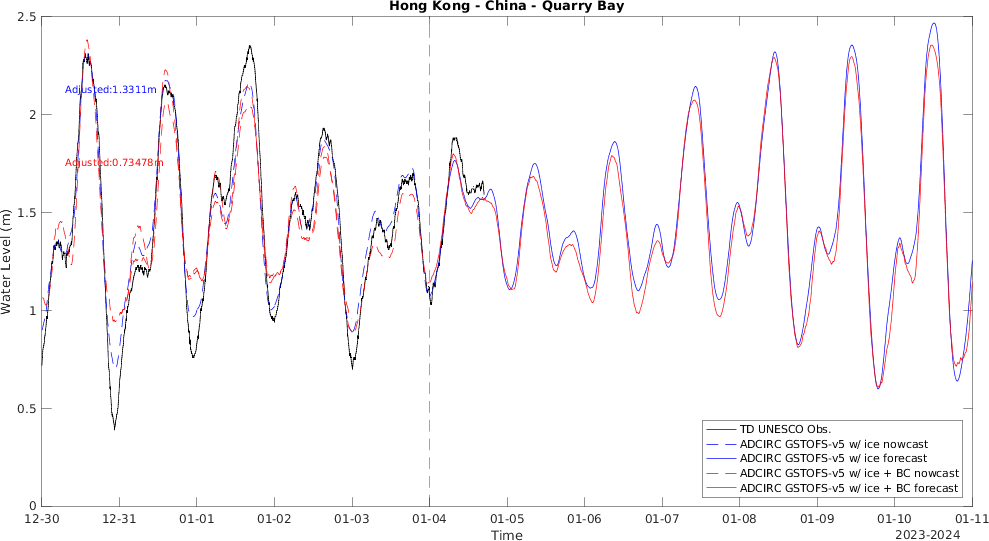 Hong Kong - China - Quarry Bay
2.5
2
1.5
1
0.5
0
Water Level (m)
Adjusted:1.3311m
Adjusted:0.73478m
TD UNESCO Obs.
ADCIRC GSTOFS-v5 w/ ice nowcast
ADCIRC GSTOFS-v5 w/ ice forecast
ADCIRC GSTOFS-v5 w/ ice + BC nowcast
ADCIRC GSTOFS-v5 w/ ice + BC forecast
12-30 12-31 01-01 01-02 01-03 01-04 01-05 01-06 01-07 01-08 01-09 01-10 01-11
Time
2023-2024